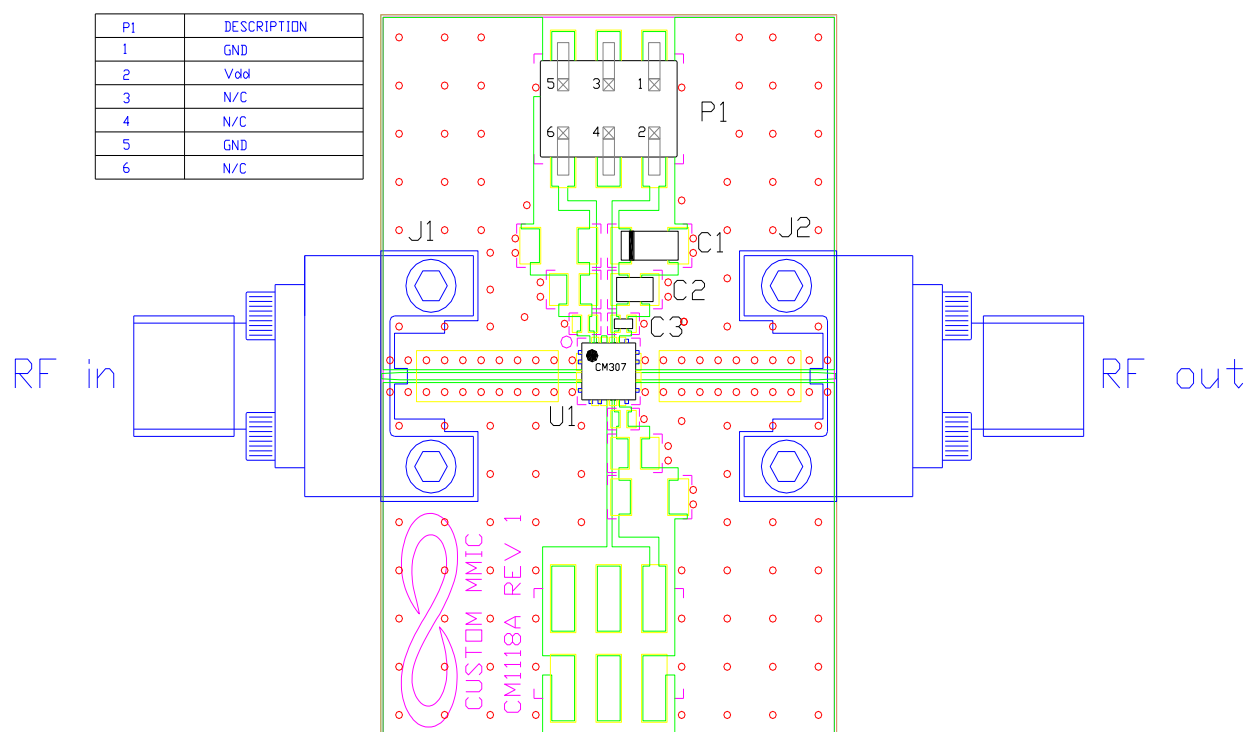 P1 DESCRIPTION
1 GND
2 Vdd
3 N/C
4 N/C
5 GND
6 N/C
5 3 1
6 4 2
P1
J1
J2
C1
C2
C3
RF in
CM307
RF out
U1
CUSTOM MMIC
CM1118A REV 1